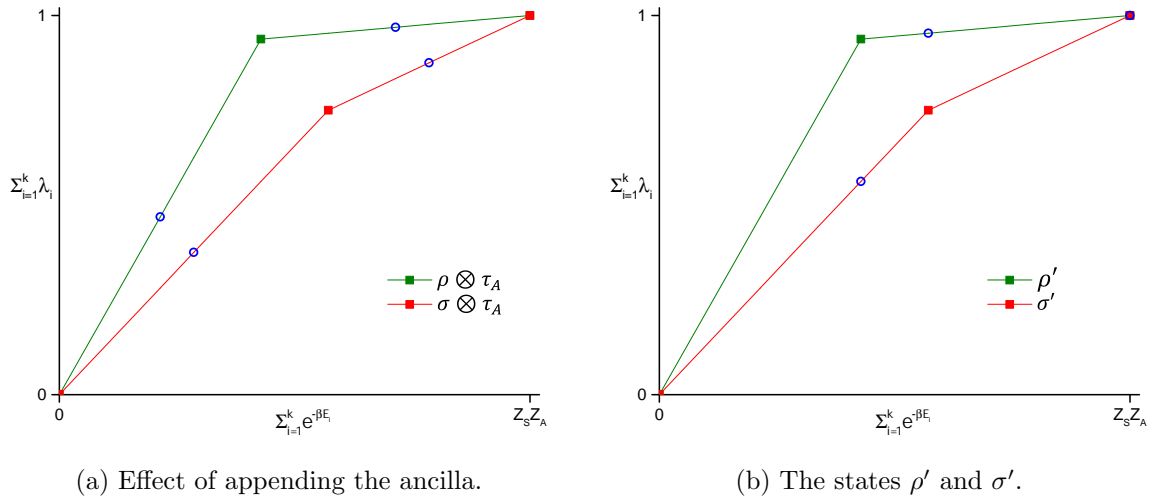 1
Σ_{i=1}^{k} λ_i
ρ ⊗ τ_A
σ ⊗ τ_A
0
0
Σ_{i=1}^{k} e^{-βE_i}
Z_S Z_A
(a) Effect of appending the ancilla.
1
Σ_{i=1}^{k} λ_i
ρ′
σ′
0
0
Σ_{i=1}^{k} e^{-βE_i}
Z_S Z_A
(b) The states ρ′ and σ′.